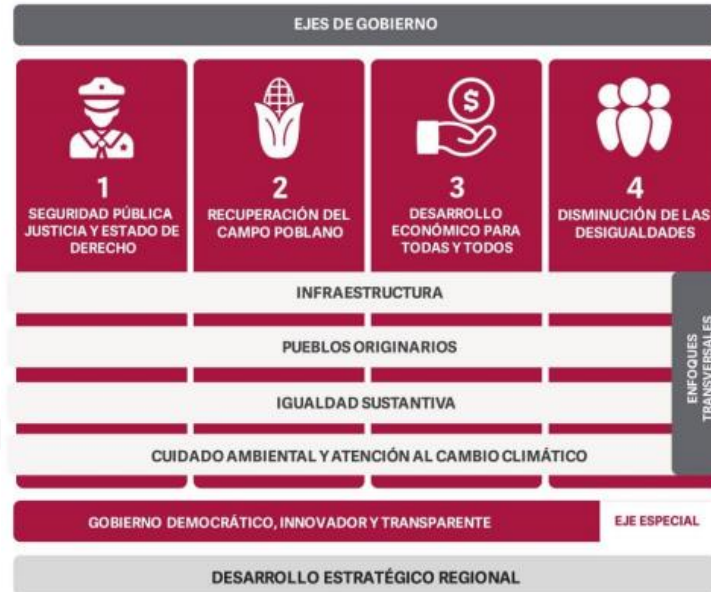 EJES DE GOBIERNO
$
1
SEGURIDAD PÚBLICA
JUSTICIA Y ESTADO DE
DERECHO
2
RECUPERACIÓN DEL
CAMPO POBLANO
3
DESARROLLO
ECONÓMICO PARA
TODAS Y TODOS
4
DISMINUCIÓN DE LAS
DESIGUALDADES
INFRAESTRUCTURA
PUEBLOS ORIGINARIOS
IGUALDAD SUSTANTIVA
CUIDADO AMBIENTAL Y ATENCIÓN AL CAMBIO CLIMÁTICO
ENFOQUES
TRANSVERSALES
GOBIERNO DEMOCRÁTICO, INNOVADOR Y TRANSPARENTE
EJE ESPECIAL
DESARROLLO ESTRATÉGICO REGIONAL